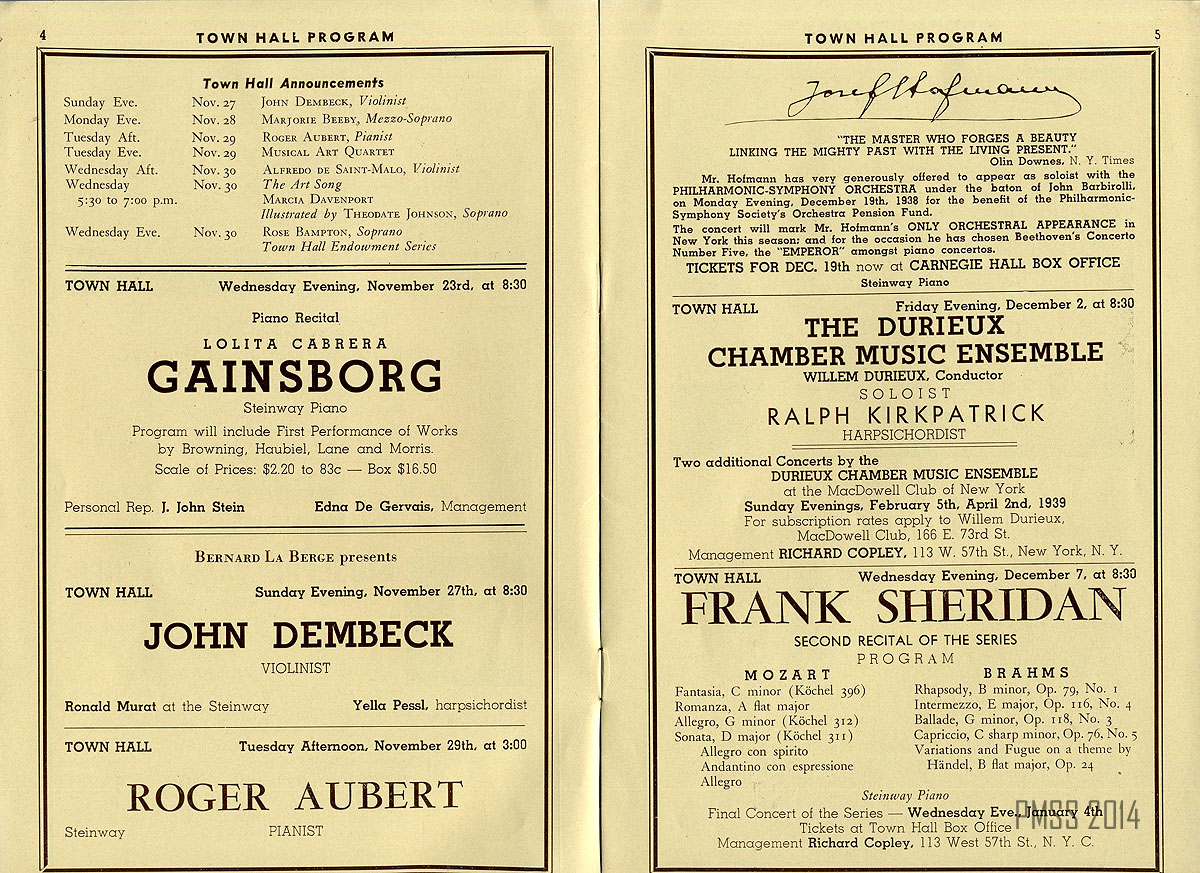 4
TOWN HALL PROGRAM
Town Hall Announcements
Sunday Eve. Nov. 27 JOHN DEMBECK, Violinist
Monday Eve. Nov. 28 MARJORIE BEEBY, Mezzo-Soprano
Tuesday Aft. Nov. 29 ROGER AUBERT, Pianist
Tuesday Eve. Nov. 29 MUSICAL ART QUARTET
Wednesday Aft. Nov. 30 ALFREDO DE SAINT-MALO, Violinist
Wednesday Nov. 30 The Art Song
5:30 to 7:00 p.m. MARCIA DAVENPORT
Illustrated by THEODATE JOHNSON, Soprano
Wednesday Eve. Nov. 30 ROSE BAMPTON, Soprano
Town Hall Endowment Series
TOWN HALL Wednesday Evening, November 23rd, at 8:30
Piano Recital
LOLITA CABRERA
GAINSBORG
Steinway Piano
Program will include First Performance of Works
by Browning, Haubiel, Lane and Morris.
Scale of Prices: $2.20 to 83c — Box $16.50
Personal Rep. J. John Stein Edna De Gervais, Management
BERNARD LA BERGE presents
TOWN HALL Sunday Evening, November 27th, at 8:30
JOHN DEMBECK
VIOLINIST
Ronald Murat at the Steinway Yella Pessl, harpsichordist
TOWN HALL Tuesday Afternoon, November 29th, at 3:00
ROGER AUBERT
Steinway PIANIST
TOWN HALL PROGRAM
5
Josef Hofmann
"THE MASTER WHO FORGES A BEAUTY
LINKING THE MIGHTY PAST WITH THE LIVING PRESENT."
Olin Downes, N. Y. Times
Mr. Hofmann has very generously offered to appear as soloist with the
PHILHARMONIC-SYMPHONY ORCHESTRA under the baton of John Barbirolli,
on Monday Evening, December 19th, 1938 for the benefit of the Philharmonic-
Symphony Society's Orchestra Pension Fund.
The concert will mark Mr. Hofmann's ONLY ORCHESTRAL APPEARANCE in
New York this season; and for the occasion he has chosen Beethoven's Concerto
Number Five, the "EMPEROR" amongst piano concertos.
TICKETS FOR DEC. 19th now at CARNEGIE HALL BOX OFFICE
Steinway Piano
TOWN HALL Friday Evening, December 2, at 8:30
THE DURIEUX
CHAMBER MUSIC ENSEMBLE
WILLEM DURIEUX, Conductor
SOLOIST
RALPH KIRKPATRICK
HARPSICHORDIST
Two additional Concerts by the
DURIEUX CHAMBER MUSIC ENSEMBLE
at the MacDowell Club of New York
Sunday Evenings, February 5th, April 2nd, 1939
For subscription rates apply to Willem Durieux,
MacDowell Club, 166 E. 73rd St.
Management RICHARD COPLEY, 113 W. 57th St., New York, N. Y.
TOWN HALL Wednesday Evening, December 7, at 8:30
FRANK SHERIDAN
SECOND RECITAL OF THE SERIES
PROGRAM
MOZART
Fantasia, C minor (Köchel 396)
Romanza, A flat major
Allegro, G minor (Köchel 312)
Sonata, D major (Köchel 311)
Allegro con spirito
Andantino con espressione
Allegro
BRAHMS
Rhapsody, B minor, Op. 79, No. 1
Intermezzo, E major, Op. 116, No. 4
Ballade, G minor, Op. 118, No. 3
Capriccio, C sharp minor, Op. 76, No. 5
Variations and Fugue on a theme by
Händel, B flat major, Op. 24
Steinway Piano
Final Concert of the Series — Wednesday Eve., January 4th
Tickets at Town Hall Box Office
Management Richard Copley, 113 West 57th St., N. Y. C.
PMSS 2014